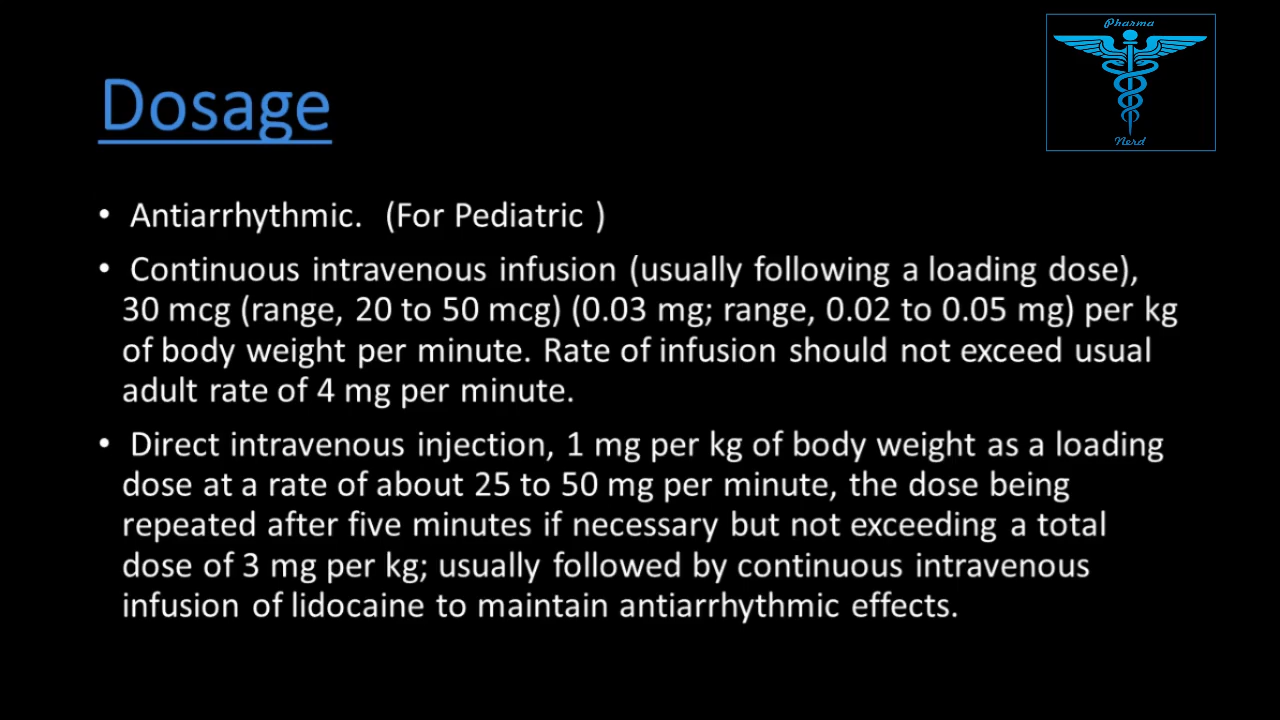 Pharma
Nerd
Dosage
• Antiarrhythmic. (For Pediatric )
• Continuous intravenous infusion (usually following a loading dose),
30 mcg (range, 20 to 50 mcg) (0.03 mg; range, 0.02 to 0.05 mg) per kg
of body weight per minute. Rate of infusion should not exceed usual
adult rate of 4 mg per minute.
• Direct intravenous injection, 1 mg per kg of body weight as a loading
dose at a rate of about 25 to 50 mg per minute, the dose being
repeated after five minutes if necessary but not exceeding a total
dose of 3 mg per kg; usually followed by continuous intravenous
infusion of lidocaine to maintain antiarrhythmic effects.